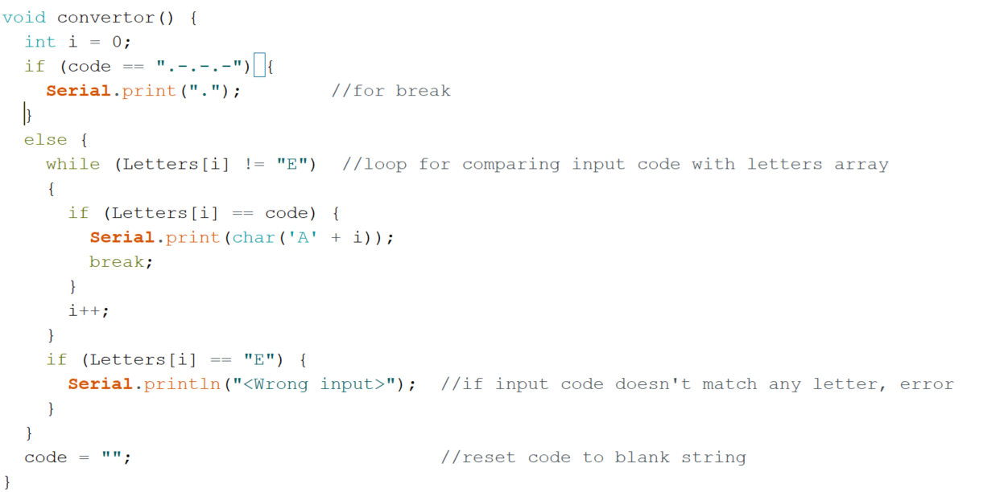 void convertor() {
  int i = 0;
  if (code == ".-.-.-") {
    Serial.print(".");        //for break
  }
  else {
    while (Letters[i] != "E")  //loop for comparing input code with letters array
    {
      if (Letters[i] == code) {
        Serial.print(char('A' + i));
        break;
      }
      i++;
    }
    if (Letters[i] == "E") {
      Serial.println("<Wrong input>");  //if input code doesn't match any letter, error
    }
  }
  code = "";                            //reset code to blank string
}